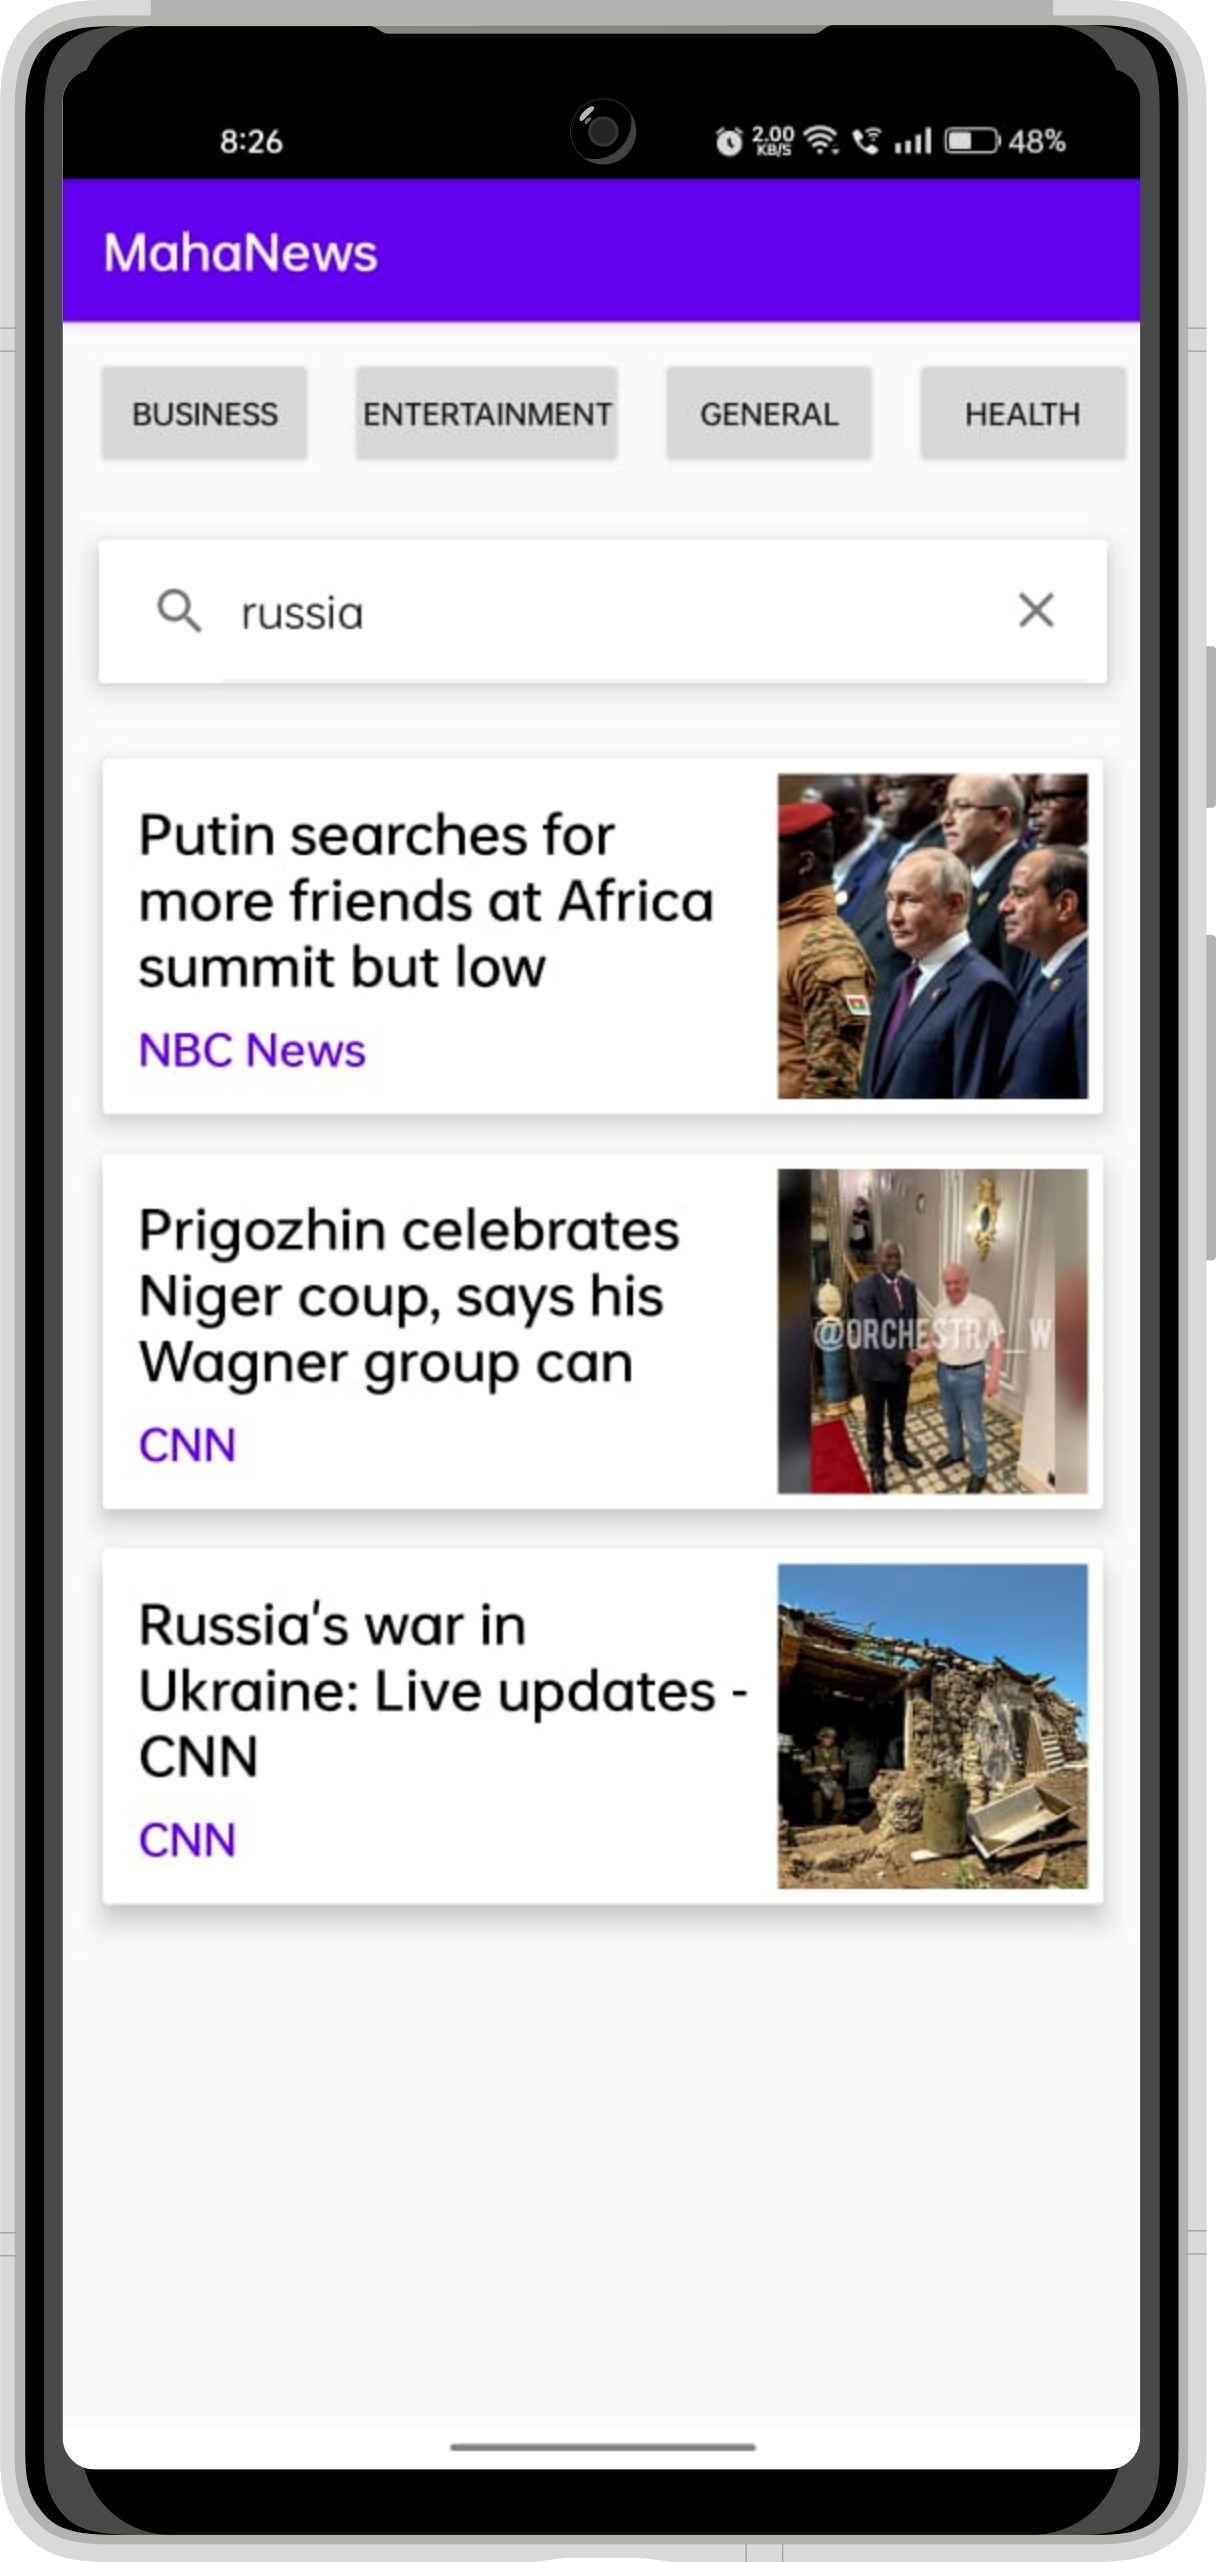 8:26 2.00 KB/S 48%
MahaNews
BUSINESS ENTERTAINMENT GENERAL HEALTH
russia
Putin searches for
more friends at Africa
summit but low
NBC News
Prigozhin celebrates
Niger coup, says his
Wagner group can
CNN
@ORCHESTRA_W
Russia's war in
Ukraine: Live updates -
CNN
CNN